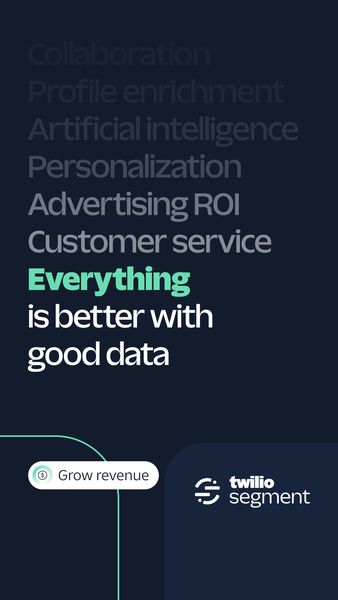 Collaboration
Profile enrichment
Artificial intelligence
Personalization
Advertising ROI
Customer service
Everything
is better with
good data
Grow revenue
twilio
segment